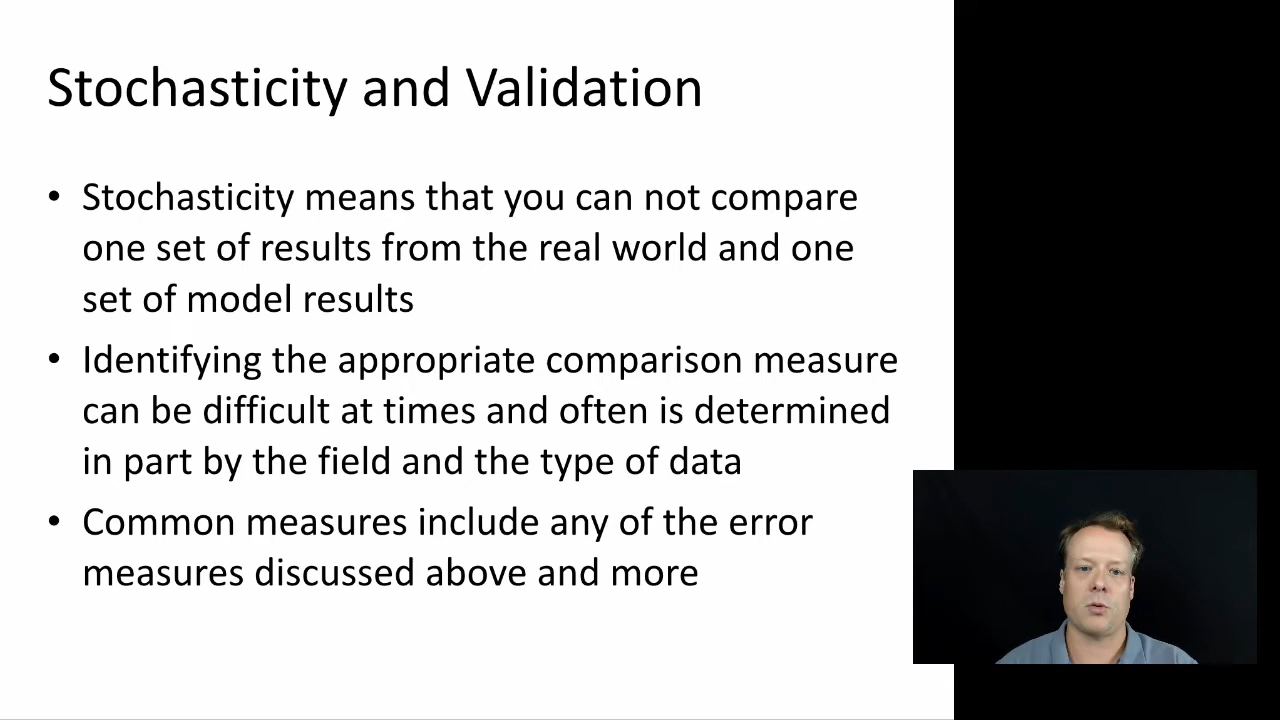 Stochasticity and Validation
• Stochasticity means that you can not compare
one set of results from the real world and one
set of model results
• Identifying the appropriate comparison measure
can be difficult at times and often is determined
in part by the field and the type of data
• Common measures include any of the error
measures discussed above and more